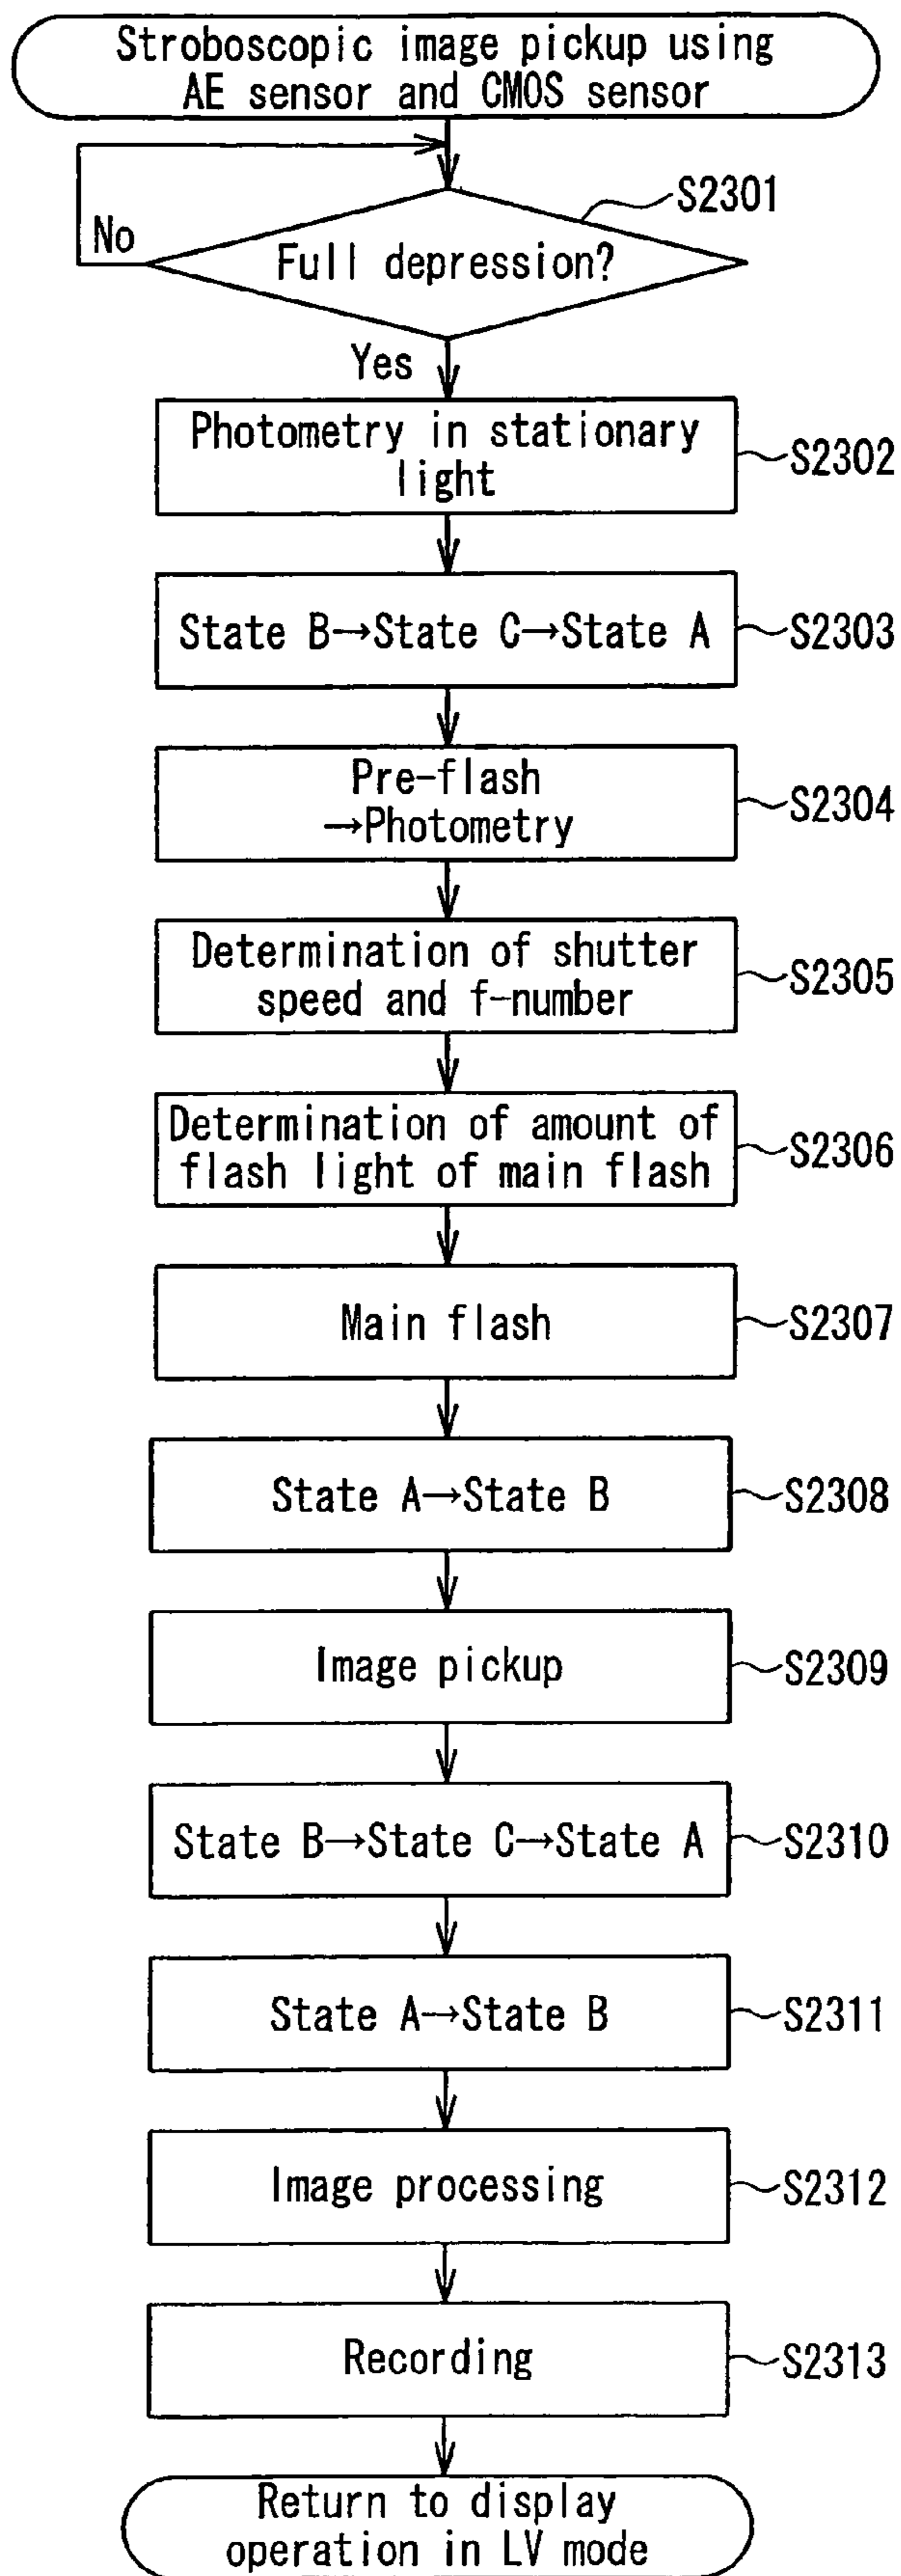 Stroboscopic image pickup using
AE sensor and CMOS sensor
S2301
No
Full depression?
Yes
Photometry in stationary
light
S2302
State B→State C→State A
S2303
Pre-flash
→Photometry
S2304
Determination of shutter
speed and f-number
S2305
Determination of amount of
flash light of main flash
S2306
Main flash
S2307
State A→State B
S2308
Image pickup
S2309
State B→State C→State A
S2310
State A→State B
S2311
Image processing
S2312
Recording
S2313
Return to display
operation in LV mode